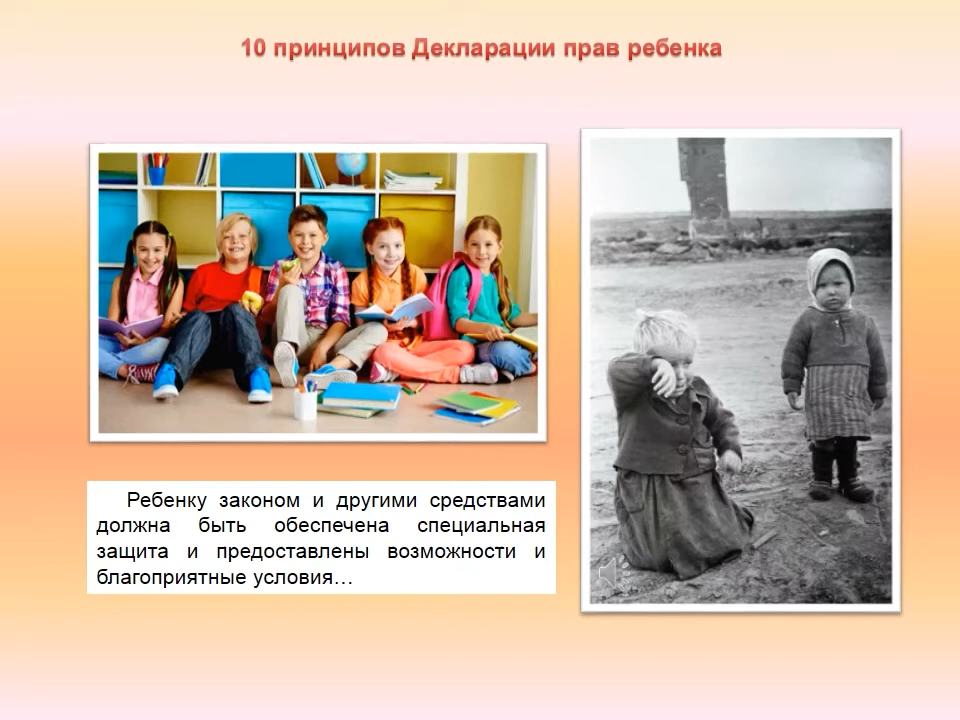 10 принципов Декларации прав ребенка
Ребенку законом и другими средствами
должна быть обеспечена специальная
защита и предоставлены возможности и
благоприятные условия…